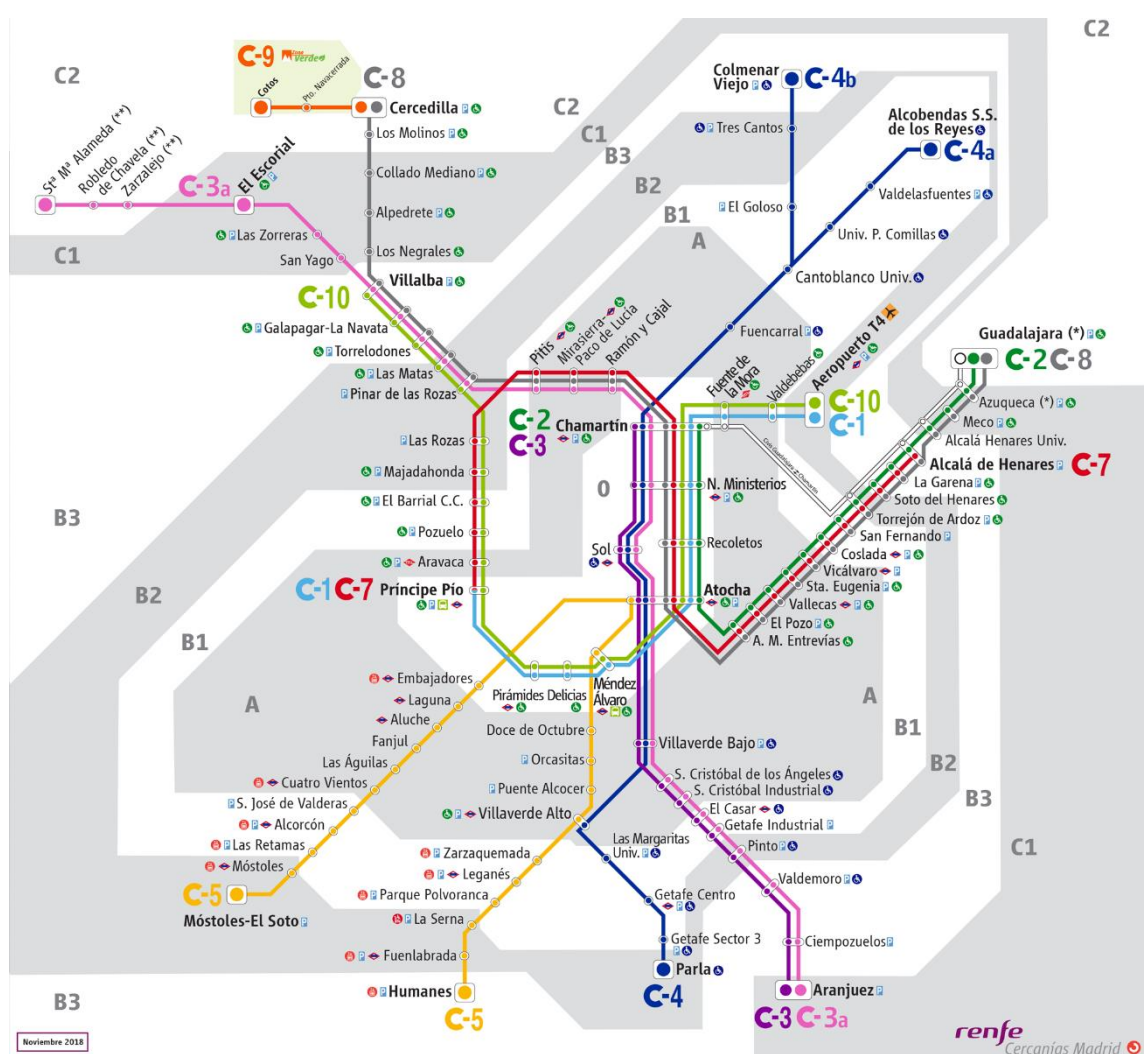 C2
C-9
Zona
Verde
Cotos
Pto. Navacerrada
C-8
Cercedilla
Los Molinos
Collado Mediano
Alpedrete
Los Negrales
Villalba
C2
Stª Mª Alameda (**)
Robledo
de Chavela (**)
Zarzalejo (**)
C-3a
El Escorial
Las Zorreras
San Yago
C1
C-10
Galapagar-La Navata
Torrelodones
Las Matas
Pinar de las Rozas
Las Rozas
Majadahonda
El Barrial C.C.
Pozuelo
Aravaca
C-1 C-7 Príncipe Pío
C2
C1
B3
B2
B1
A
Colmenar
Viejo
C-4b
Tres Cantos
El Goloso
Alcobendas S.S.
de los Reyes
C-4a
Valdelasfuentes
Univ. P. Comillas
Cantoblanco Univ.
Fuencarral
Pitis
Mirasierra-
Paco de Lucía
Ramón y Cajal
C-2
C-3
Chamartín
Fuente de
la Mora
Valdebebas
Aeropuerto T4
C-10
C-1
Guadalajara (*)
C-2 C-8
Azuqueca (*)
Meco
Alcalá Henares Univ.
Alcalá de Henares
C-7
La Garena
Soto del Henares
Torrejón de Ardoz
San Fernando
Coslada
Vicálvaro
Sta. Eugenia
Vallecas
El Pozo
A. M. Entrevías
0
N. Ministerios
Recoletos
Sol
Atocha
B3
B2
B1
A
Embajadores
Laguna
Aluche
Fanjul
Las Águilas
Cuatro Vientos
S. José de Valderas
Alcorcón
Las Retamas
Móstoles
C-5
Móstoles-El Soto
Pirámides
Delicias
Méndez
Álvaro
Doce de Octubre
Orcasitas
Puente Alcocer
Villaverde Alto
Zarzaquemada
Leganés
Parque Polvoranca
La Serna
Fuenlabrada
Humanes
C-5
Villaverde Bajo
S. Cristóbal de los Ángeles
S. Cristóbal Industrial
El Casar
Getafe Industrial
Pinto
Valdemoro
Ciempozuelos
Aranjuez
C-3 C-3a
Las Margaritas
Univ.
Getafe Centro
Getafe Sector 3
Parla
C-4
A
B1
B2
B3
C1
B3
Noviembre 2018
renfe
Cercanías Madrid